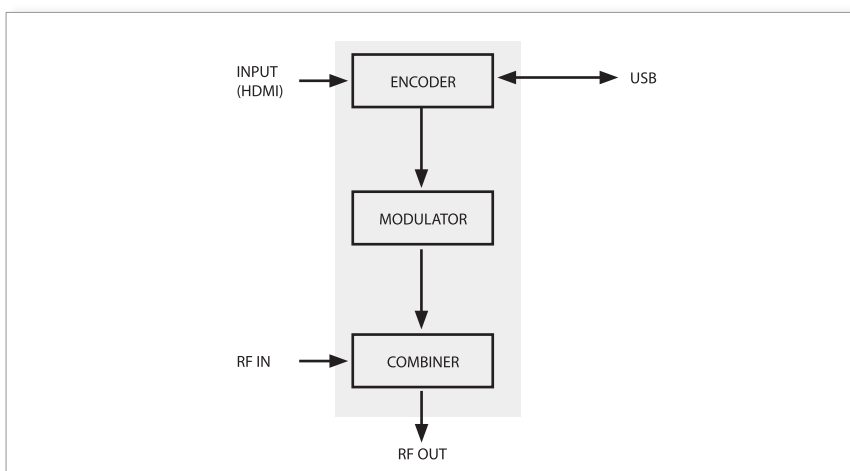 INPUT
(HDMI)
ENCODER
USB
MODULATOR
RF IN
COMBINER
RF OUT